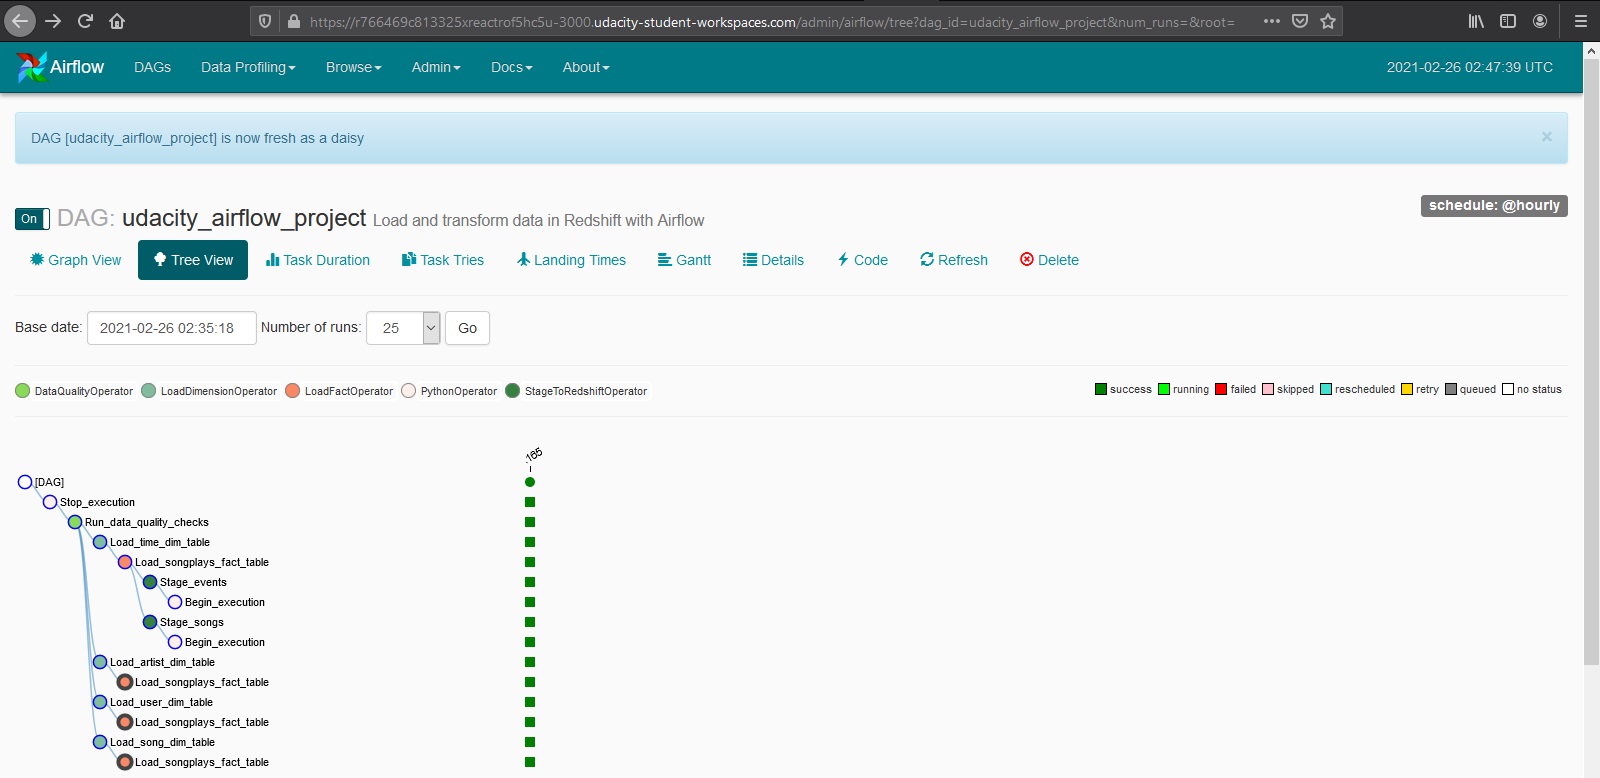 https://r766469c813325xreactrof5hc5u-3000.udacity-student-workspaces.com/admin/airflow/tree?dag_id=udacity_airflow_project&num_runs=&root=
Airflow DAGs Data Profiling Browse Admin Docs About 2021-02-26 02:47:39 UTC
DAG [udacity_airflow_project] is now fresh as a daisy ×
On DAG: udacity_airflow_project Load and transform data in Redshift with Airflow schedule: @hourly
Graph View Tree View Task Duration Task Tries Landing Times Gantt Details Code Refresh Delete
Base date: 2021-02-26 02:35:18 Number of runs: 25 Go
DataQualityOperator LoadDimensionOperator LoadFactOperator PythonOperator StageToRedshiftOperator success running failed skipped rescheduled retry queued no status
.165
[DAG]
Stop_execution
Run_data_quality_checks
Load_time_dim_table
Load_songplays_fact_table
Stage_events
Begin_execution
Stage_songs
Begin_execution
Load_artist_dim_table
Load_songplays_fact_table
Load_user_dim_table
Load_songplays_fact_table
Load_song_dim_table
Load_songplays_fact_table